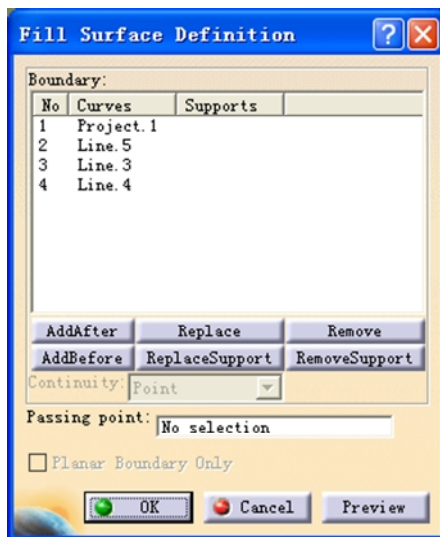 Fill Surface Definition
Boundary:
No Curves Supports
1 Project.1
2 Line.5
3 Line.3
4 Line.4
AddAfter Replace Remove
AddBefore ReplaceSupport RemoveSupport
Continuity: Point
Passing point: No selection
Planar Boundary Only
OK Cancel Preview